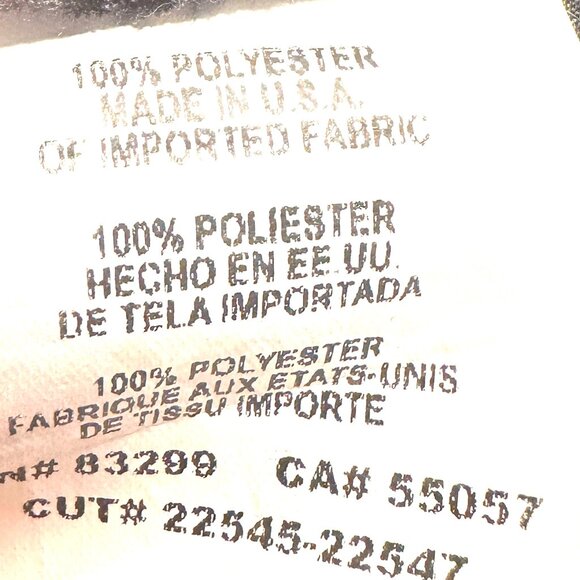 100% POLYESTER
MADE IN U.S.A.
OF IMPORTED FABRIC
100% POLIESTER
HECHO EN EE.UU.
DE TELA IMPORTADA
100% POLYESTER
FABRIQUE AUX ETATS-UNIS
DE TISSU IMPORTE
N# 83299 CA# 55057
CUT# 22545-22547